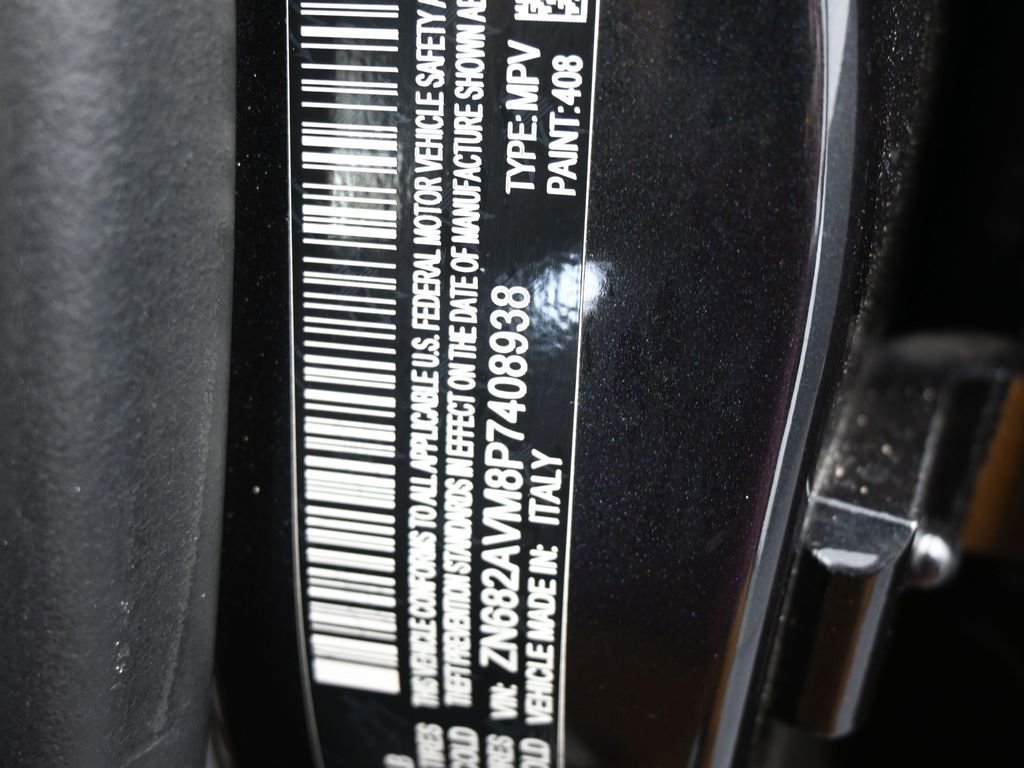 THIS VEHICLE CONFORMS TO ALL APPLICABLE U.S. FEDERAL MOTOR VEHICLE SAFETY
THEFT PREVENTION STANDARDS IN EFFECT ON THE DATE OF MANUFACTURE SHOWN
VIN: ZN682AVM8P7408938 TYPE: MPV
VEHICLE MADE IN: ITALY PAINT: 408